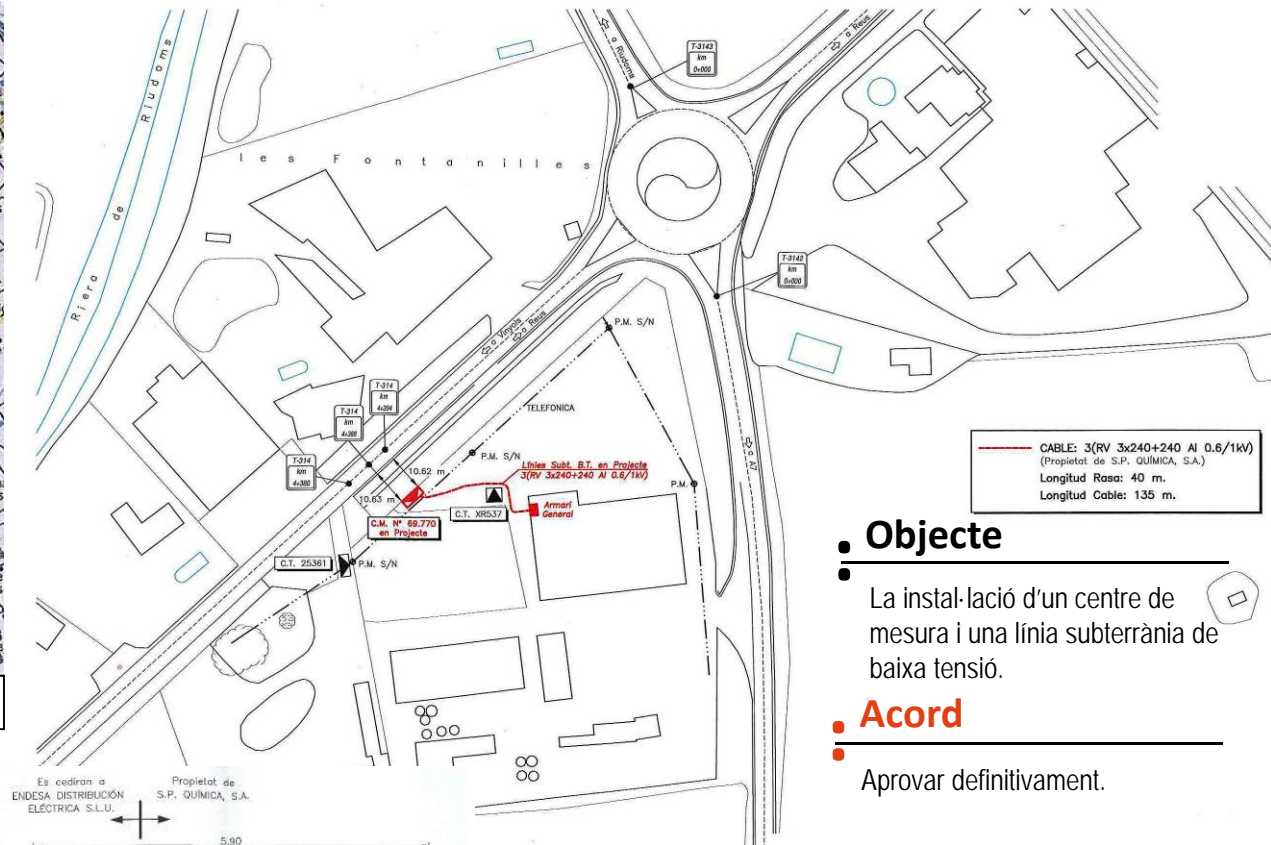 T-3143
km
0+000
a Riudoms
a Reus
Riera de Riudoms
les Fontanilles
T-3142
km
0+000
a Vinyols
a Reus
P.M. S/N
TELEFONICA
T-314
km
4+394
T-314
km
4+388
T-314
km
4+380
P.M. S/N
10.62 m
10.63 m
Línies Subt. B.T. en Projecte
3(RV 3x240+240 Al 0.6/1kV)
P.M.
a A7
C.T. XR537
Armari
General
C.M. Nº 69.770
en Projecte
C.T. 25361
P.M. S/N
CABLE: 3(RV 3x240+240 Al 0.6/1kV)
(Propietat de S.P. QUÍMICA, S.A.)
Longitud Rasa: 40 m.
Longitud Cable: 135 m.
Objecte
La instal·lació d'un centre de
mesura i una línia subterrània de
baixa tensió.
Acord
Aprovar definitivament.
Es cediran a
ENDESA DISTRIBUCIÓN
ELÉCTRICA S.L.U.
Propietat de
S.P. QUÍMICA, S.A.
5.90